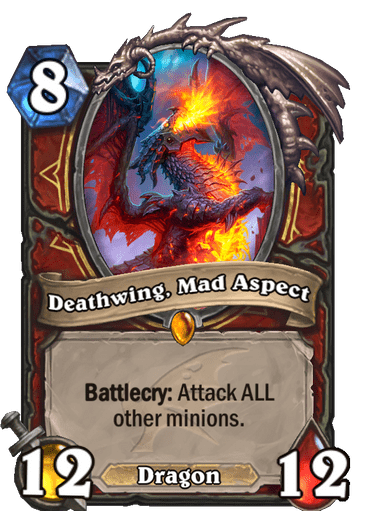 8
Deathwing, Mad Aspect
Battlecry: Attack ALL
other minions.
12
Dragon
12